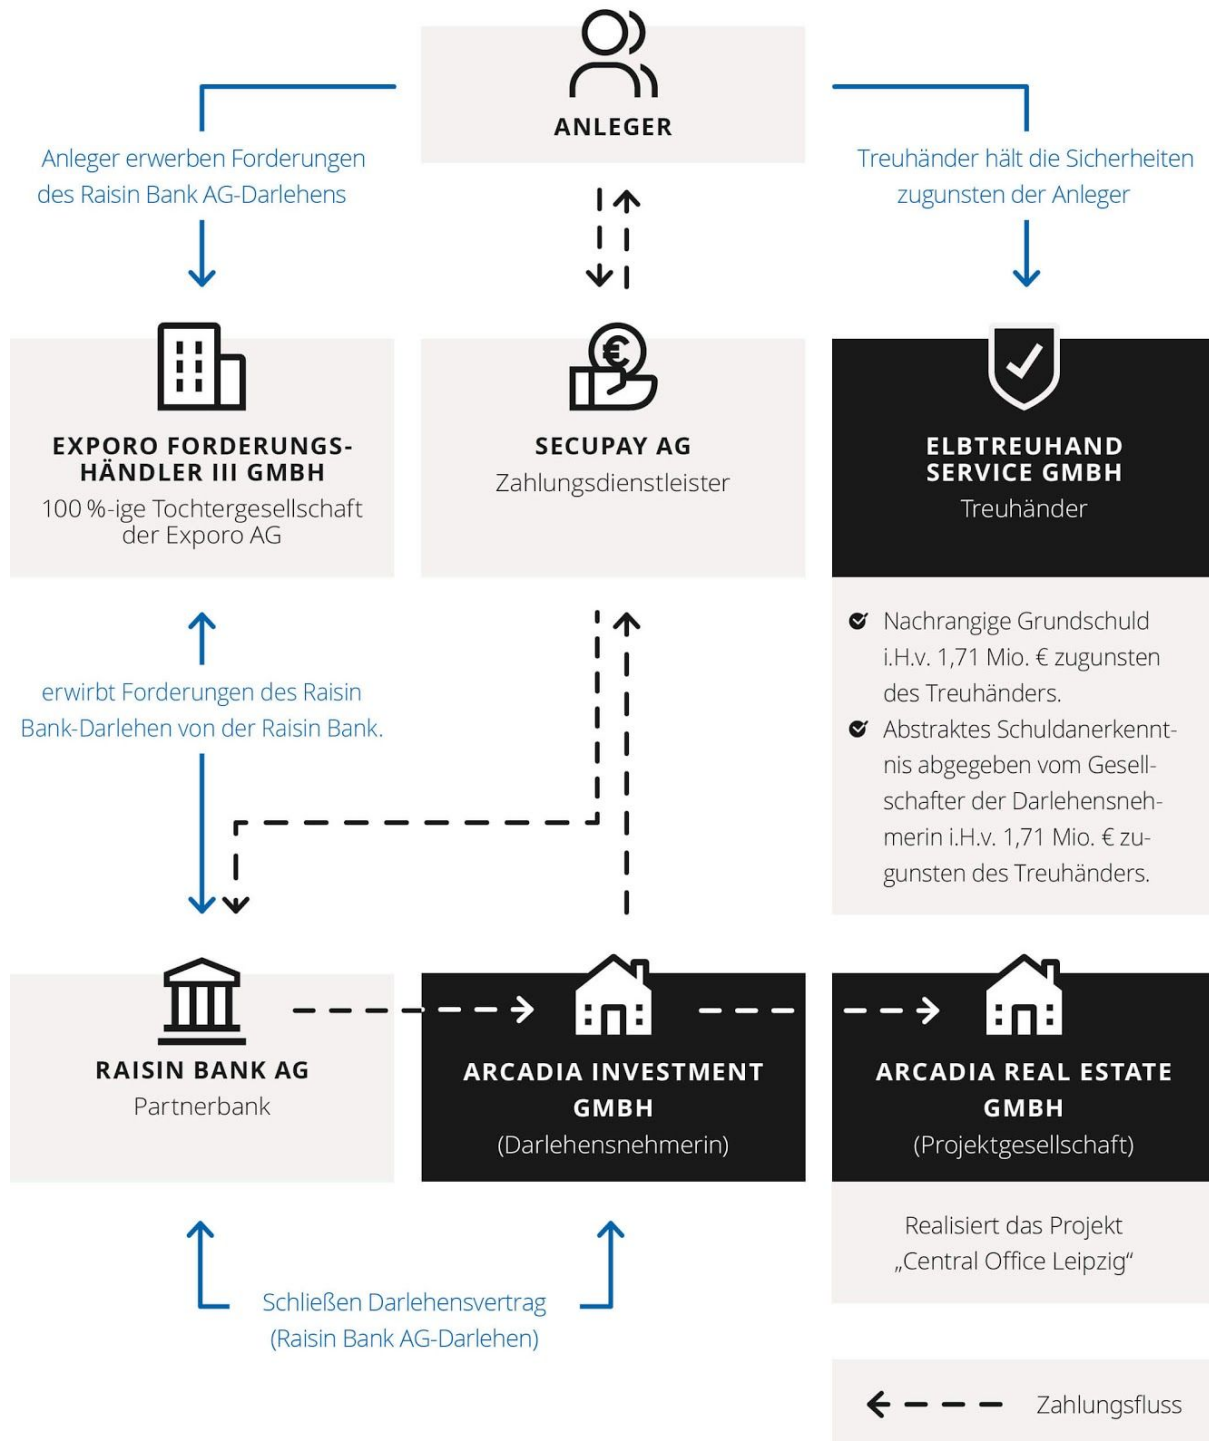 ANLEGER
Anleger erwerben Forderungen
des Raisin Bank AG-Darlehens
Treuhänder hält die Sicherheiten
zugunsten der Anleger
EXPORO FORDERUNGS-
HÄNDLER III GMBH
100 %-ige Tochtergesellschaft
der Exporo AG
SECUPAY AG
Zahlungsdienstleister
ELBTREUHAND
SERVICE GMBH
Treuhänder
Nachrangige Grundschuld
i.H.v. 1,71 Mio. € zugunsten
des Treuhänders.
Abstraktes Schuldanerkennt-
nis abgegeben vom Gesell-
schafter der Darlehensneh-
merin i.H.v. 1,71 Mio. € zu-
gunsten des Treuhänders.
erwirbt Forderungen des Raisin
Bank-Darlehen von der Raisin Bank.
RAISIN BANK AG
Partnerbank
ARCADIA INVESTMENT
GMBH
(Darlehensnehmerin)
ARCADIA REAL ESTATE
GMBH
(Projektgesellschaft)
Realisiert das Projekt
„Central Office Leipzig“
Schließen Darlehensvertrag
(Raisin Bank AG-Darlehen)
Zahlungsfluss